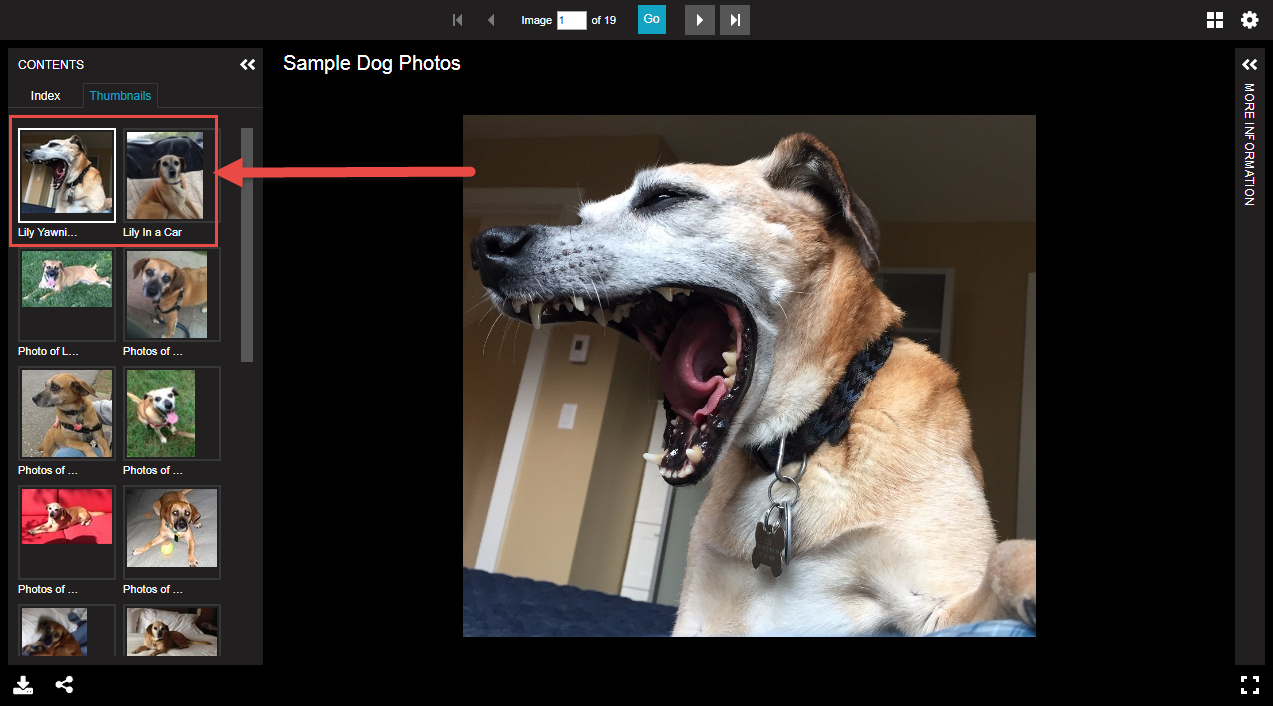 Image 1 of 19 Go
CONTENTS
Sample Dog Photos
Index Thumbnails
MORE INFORMATION
Lily Yawni... Lily In a Car
Photo of L... Photos of ...
Photos of ... Photos of ...
Photos of ... Photos of ...